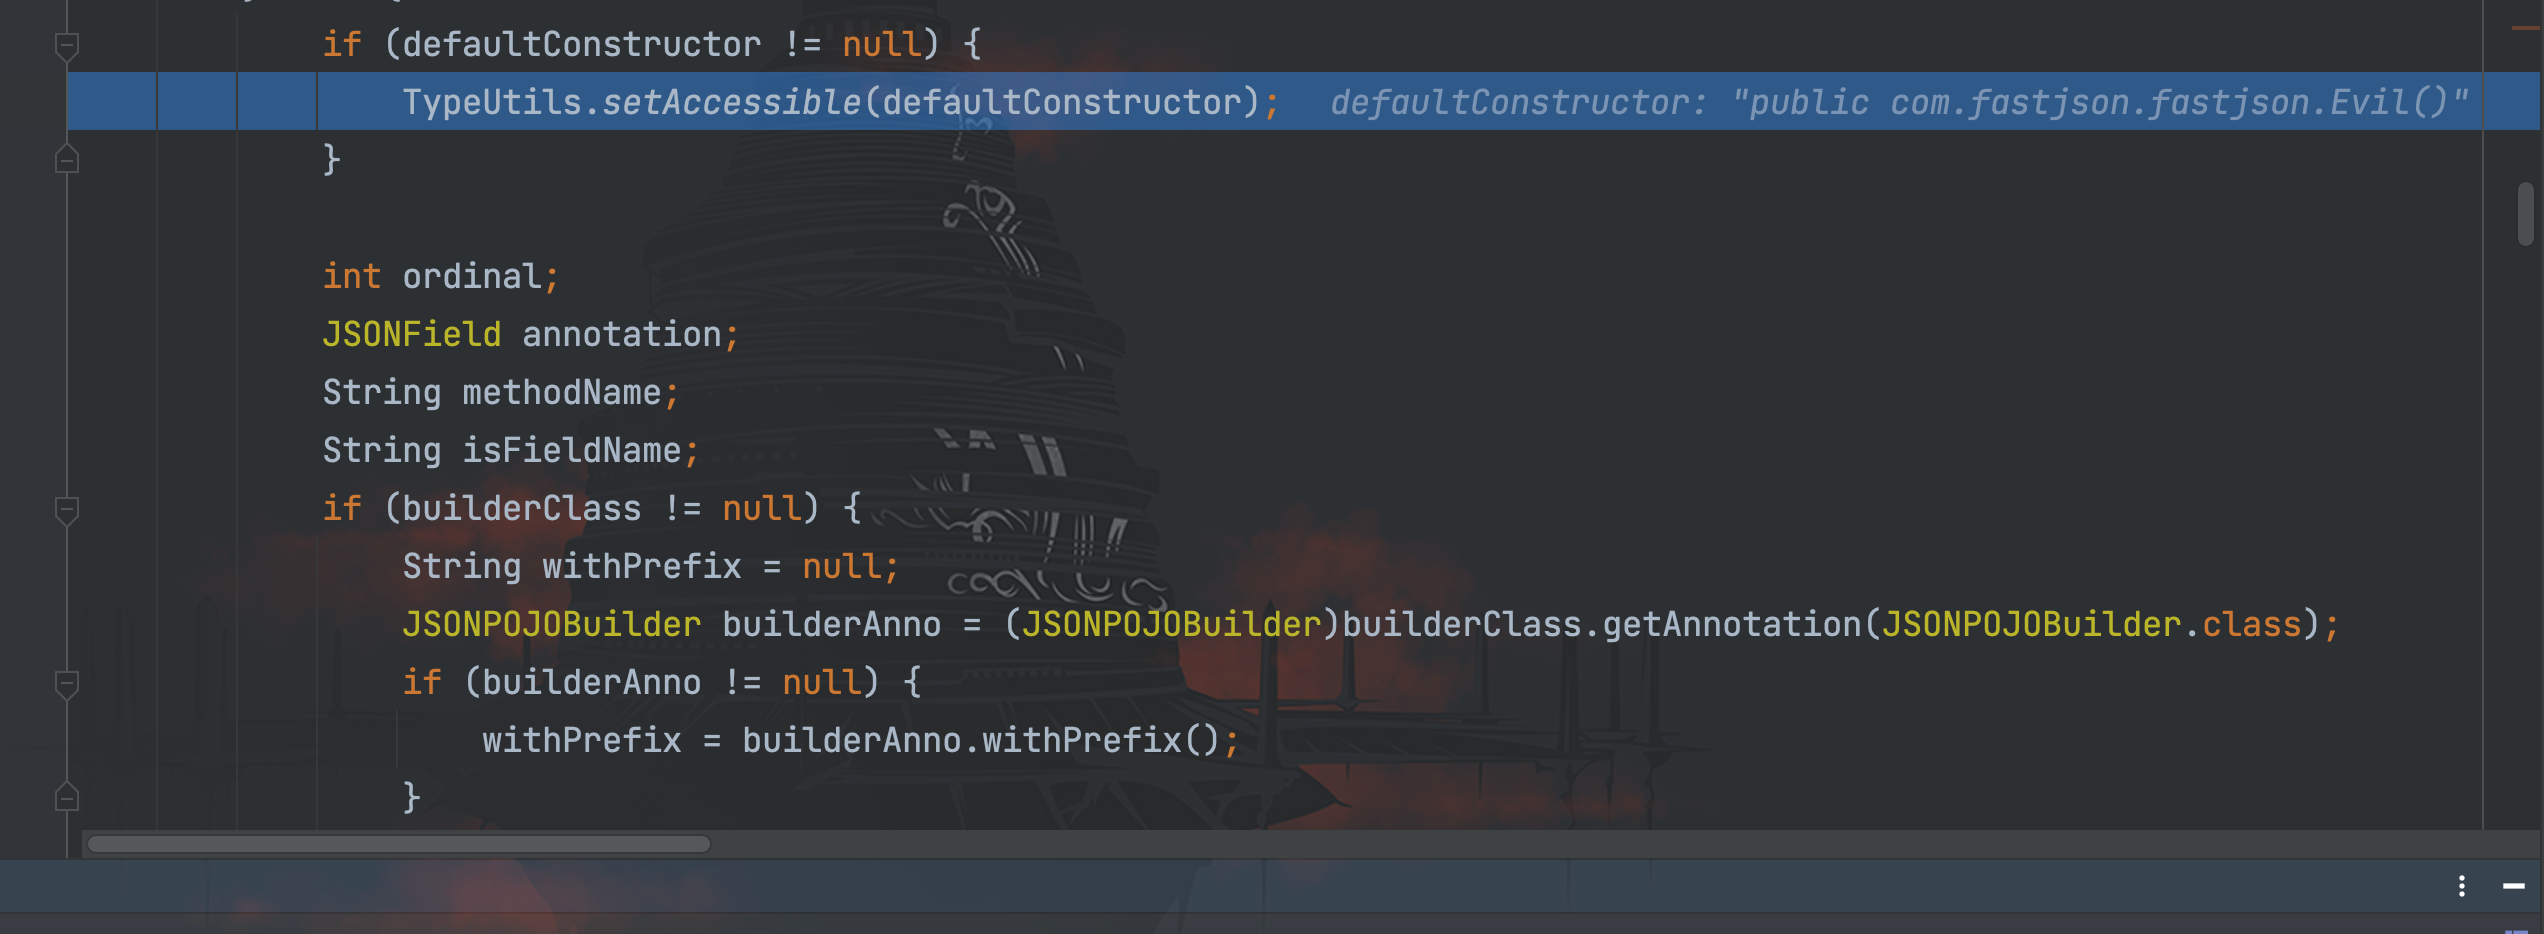 if (defaultConstructor != null) {
TypeUtils.setAccessible(defaultConstructor); defaultConstructor: "public com.fastjson.fastjson.Evil()"
}
int ordinal;
JSONField annotation;
String methodName;
String isFieldName;
if (builderClass != null) {
String withPrefix = null;
JSONPOJOBuilder builderAnno = (JSONPOJOBuilder)builderClass.getAnnotation(JSONPOJOBuilder.class);
if (builderAnno != null) {
withPrefix = builderAnno.withPrefix();
}